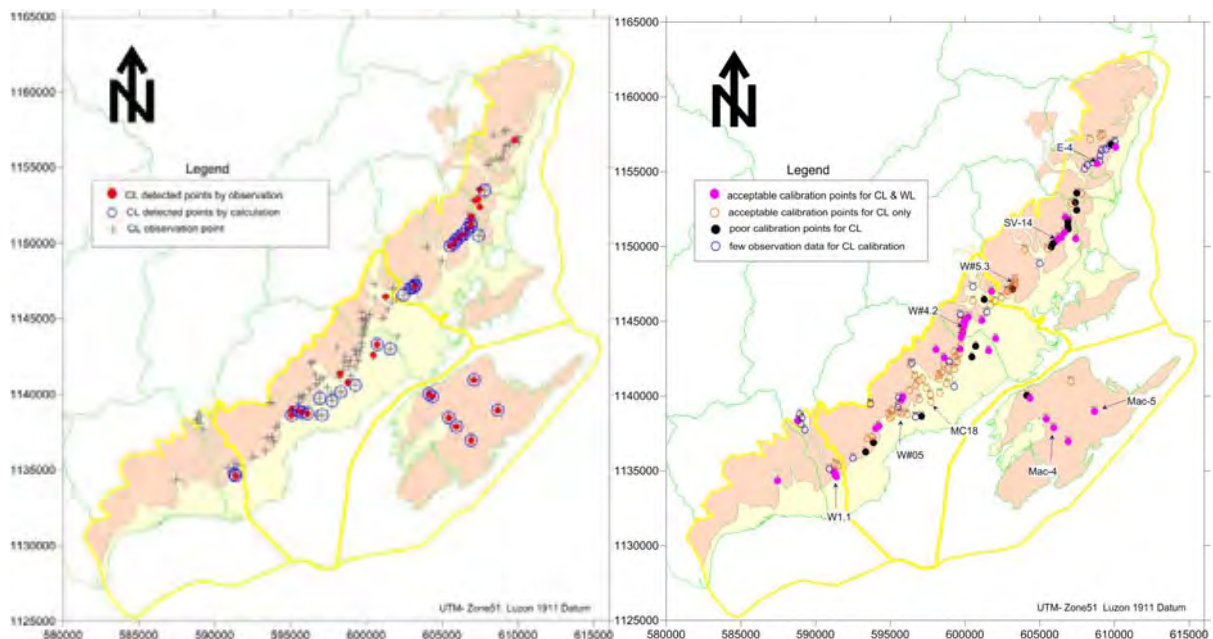 1165000
1160000
1155000
1150000
1145000
1140000
1135000
1130000
1125000
580000 585000 590000 595000 600000 605000 610000 615000
N
Legend
CL detected points by observation
CL detected points by calculation
CL observation point
UTM- Zone51 Luzon 1911 Datum
1165000
1160000
1155000
1150000
1145000
1140000
1135000
1130000
1125000
580000 585000 590000 595000 600000 605000 610000 615000
N
Legend
acceptable calibration points for CL & WL
acceptable calibration points for CL only
poor calibration points for CL
few observation data for CL calibration
E-4
SV-14
W#5.3
W#4.2
Mac-5
MC18
W#05
Mac-4
W1.1
UTM- Zone51 Luzon 1911 Datum